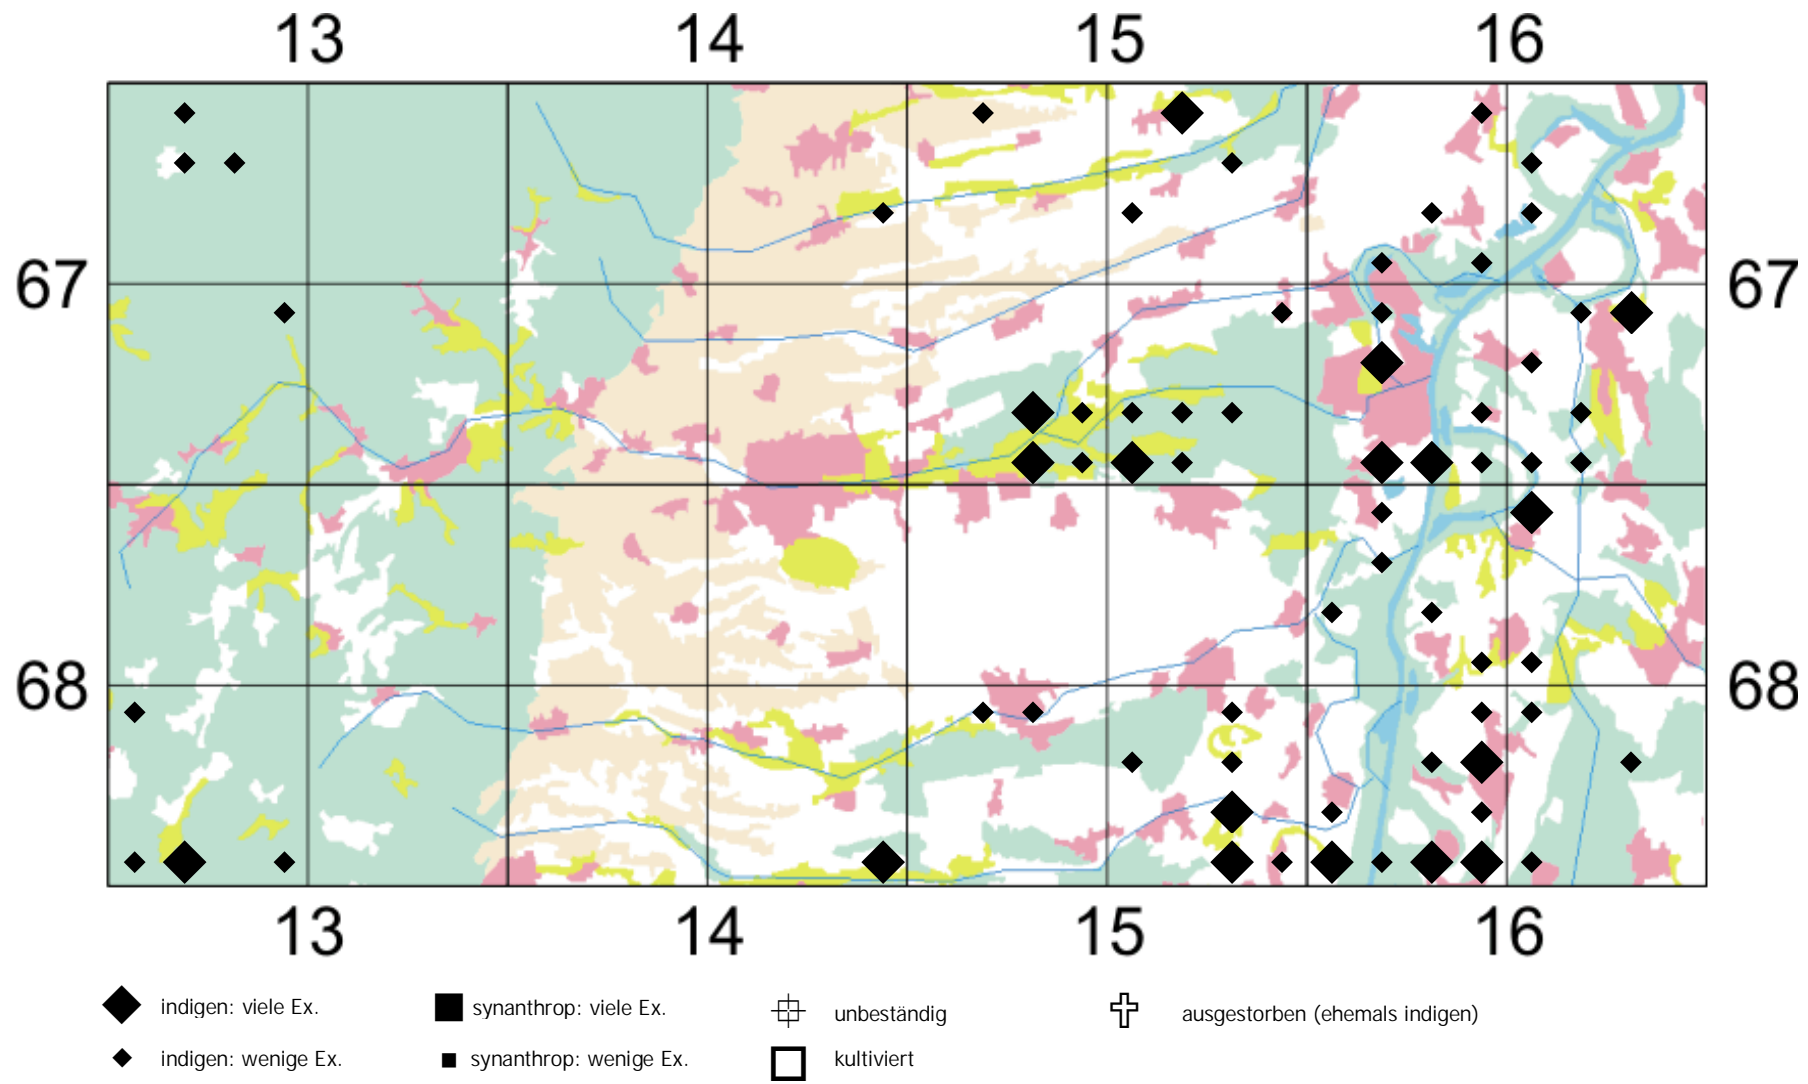 13 14 15 16
67 67
68 68
13 14 15 16
indigen: viele Ex. synanthrop: viele Ex. unbeständig ausgestorben (ehemals indigen)
indigen: wenige Ex. synanthrop: wenige Ex. kultiviert